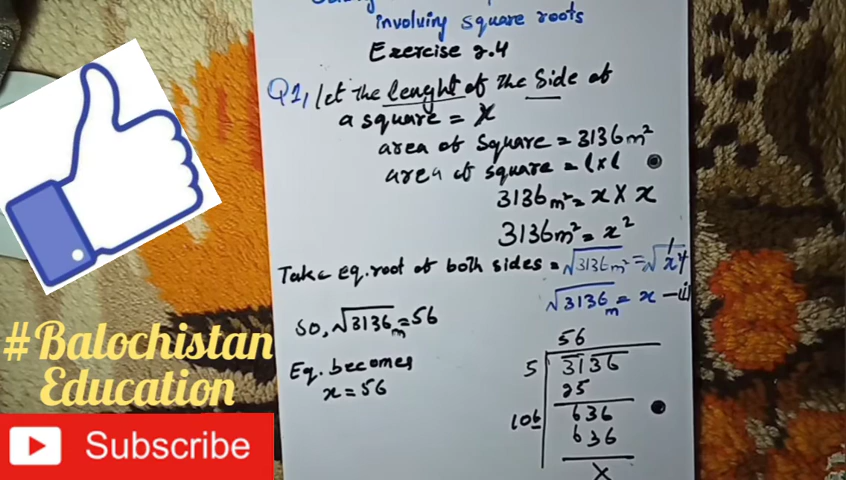 involving square roots
Exercise 2.4
Q1, let the lenght of the side of
a square = x
area of square = 3136m²
area of square = l x l
3136m² = x X x
3136m² = x²
Take eq. root of both sides = √3136m² = √x²
√3136m = x — (i)
So, √3136m = 56
Eq. becomes
x = 56
56
5 3136
25
106 636
636
x
#Balochistan
Education
Subscribe